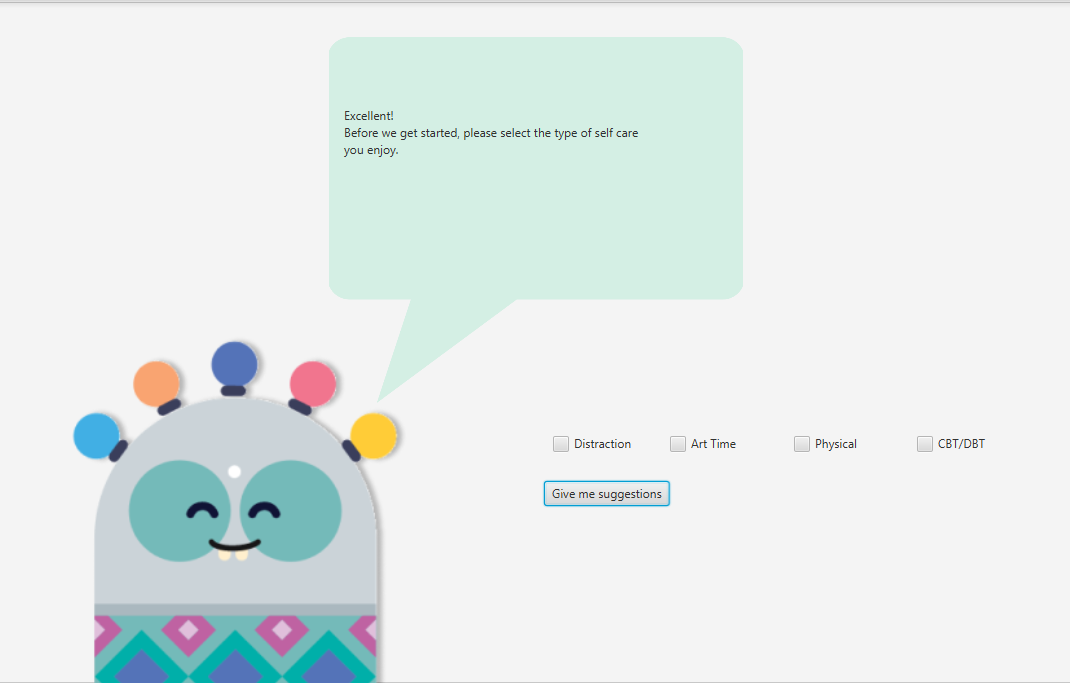 Excellent!
Before we get started, please select the type of self care
you enjoy.
Distraction
Art Time
Physical
CBT/DBT
Give me suggestions